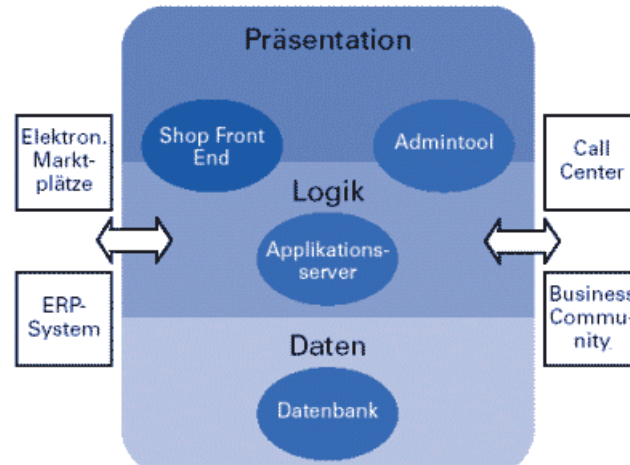 Präsentation
Elektron.
Markt-
plätze
Shop Front
End
Admintool
Call
Center
Logik
Applikations-
server
ERP-
System
Business
Commu-
nity
Daten
Datenbank